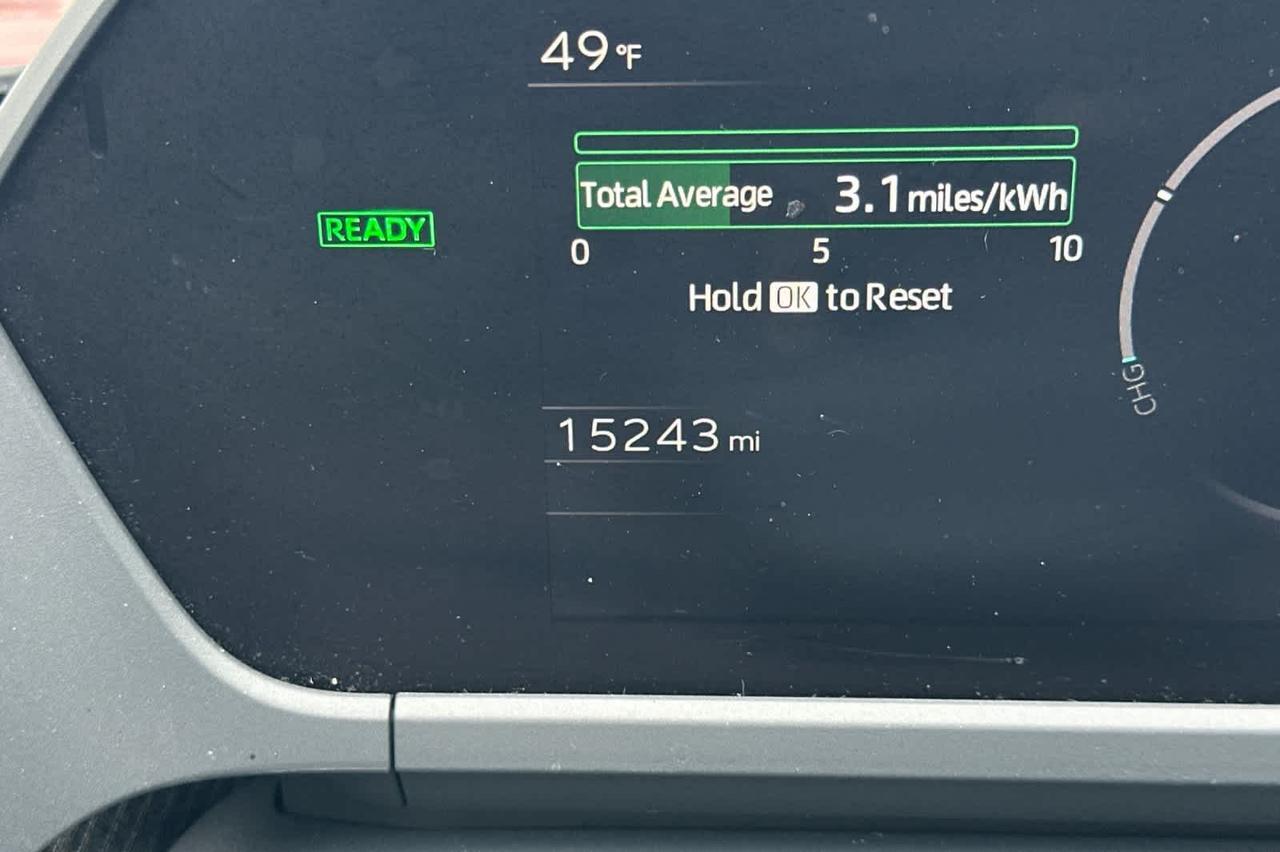 49 °F
READY
Total Average 3.1 miles/kWh
0 5 10
Hold OK to Reset
CHG
15243 mi